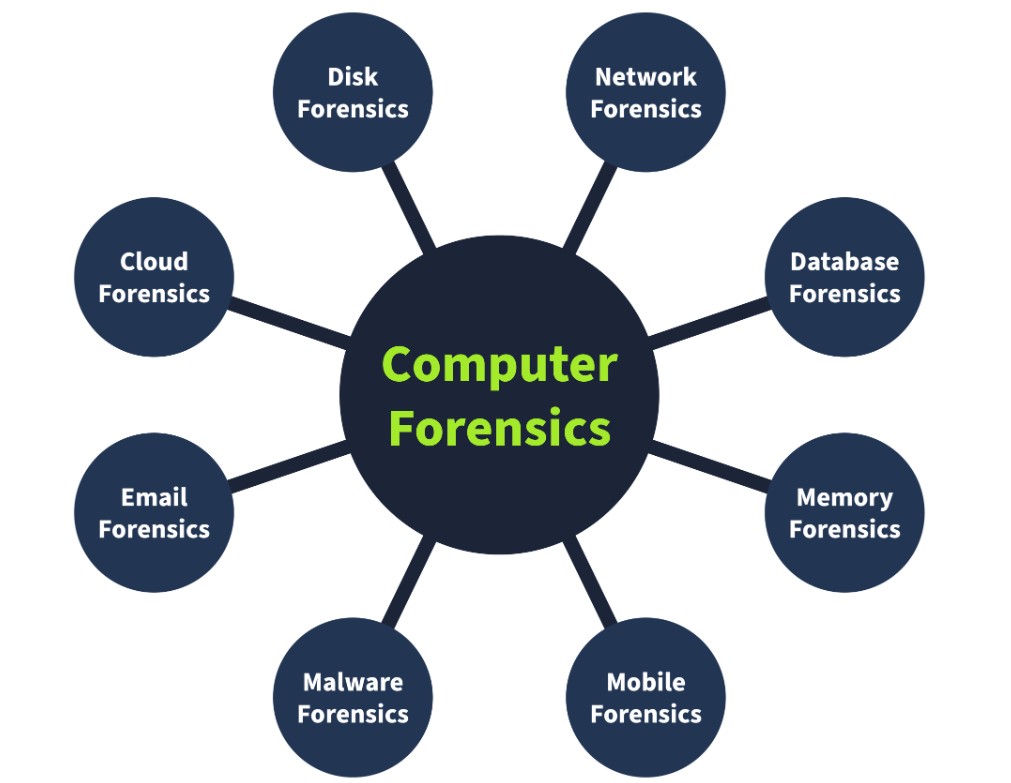 Disk
Forensics
Network
Forensics
Cloud
Forensics
Database
Forensics
Computer
Forensics
Email
Forensics
Memory
Forensics
Malware
Forensics
Mobile
Forensics